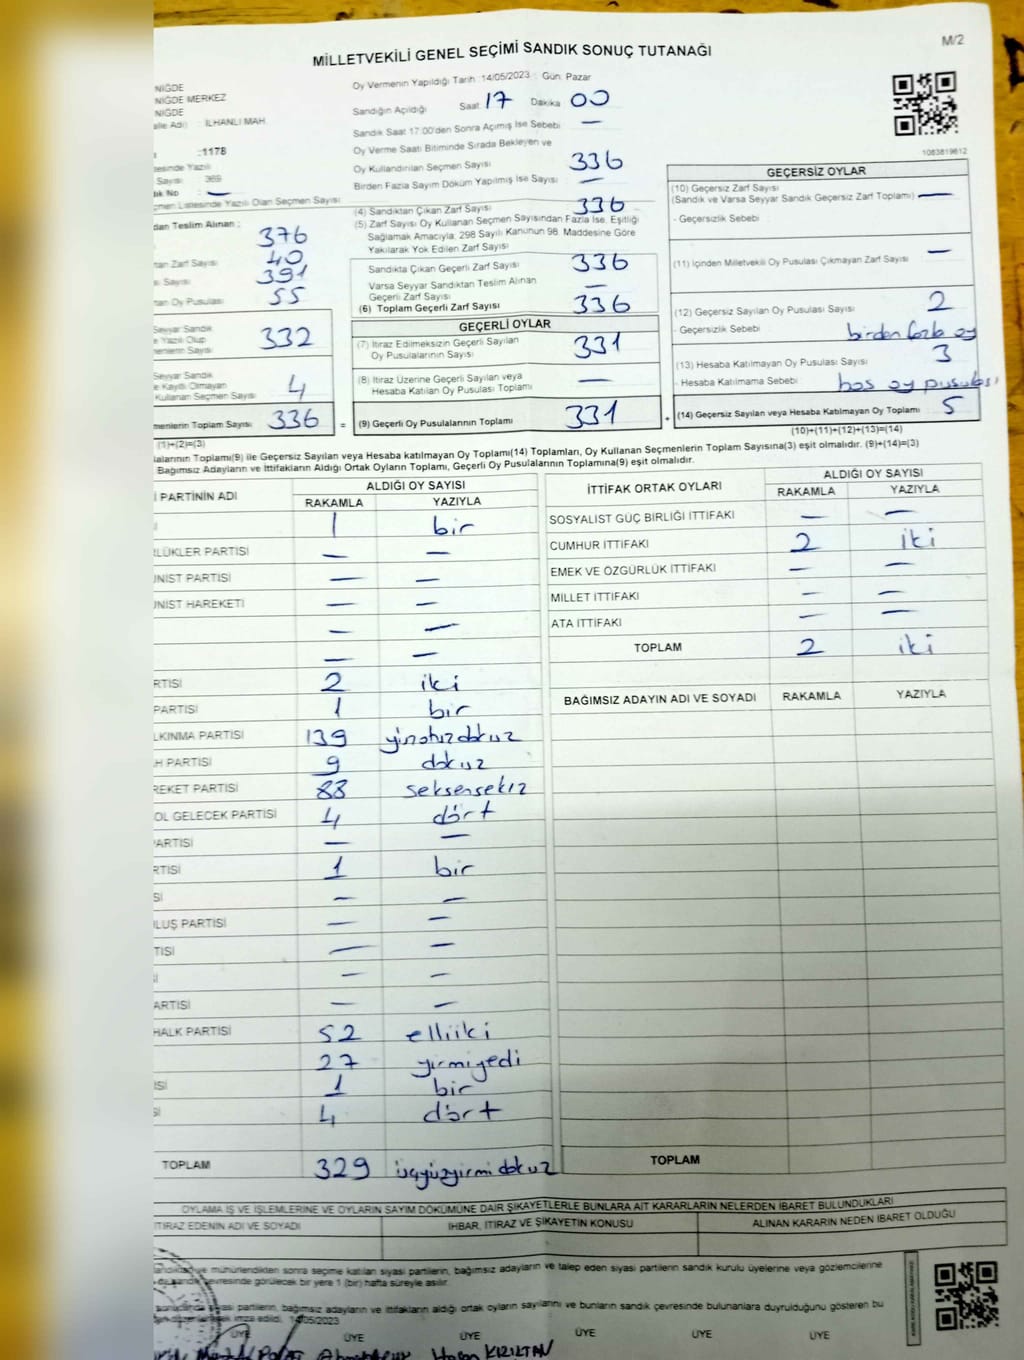 M/2
MİLLETVEKİLİ GENEL SEÇİMİ SANDIK SONUÇ TUTANAĞI
NİĞDE
NİĞDE MERKEZ
NİĞDE
alle Adı : İLHANLI MAH.
:1178
esinde Yazılı
Sayısı : 369
ık No : —
çmen Listesinde Yazılı Olan Seçmen Sayısı
Oy Vermenin Yapıldığı Tarih :14/05/2023 : Gün: Pazar
Sandığın Açıldığı Saat 17 Dakika 00
Sandık Saat 17:00'den Sonra Açımış İse Sebebi —
Oy Verme Saati Bitiminde Sırada Bekleyen ve
Oy Kullandırılan Seçmen Sayısı 336
Birden Fazla Sayım Döküm Yapılmış İse Sayısı —
1083819612
dan Teslim Alınan :
376
tan Zarf Sayısı 40
ı Sayısı 391
tan Oy Pusulası 55
Seyyar Sandık
e Yazılı Olup
menlerin Sayısı 332
Seyyar Sandık
e Kayıtlı Olmayan
Kullanan Seçmen Sayısı 4
menlerin Toplam Sayısı 336 =
(1)+(2)=(3)
(4) Sandıktan Çıkan Zarf Sayısı 336
(5) Zarf Sayısı Oy Kullanan Seçmen Sayısından Fazla İse, Eşitliği
Sağlamak Amacıyla, 298 Sayılı Kanunun 98. Maddesine Göre
Yakılarak Yok Edilen Zarf Sayısı
Sandıkta Çıkan Geçerli Zarf Sayısı 336
Varsa Seyyar Sandıktan Teslim Alınan
Geçerli Zarf Sayısı —
(6) Toplam Geçerli Zarf Sayısı 336
GEÇERLİ OYLAR
(7) İtiraz Edilmeksizin Geçerli Sayılan
Oy Pusulalarının Sayısı 331
(8) İtiraz Üzerine Geçerli Sayılan veya
Hesaba Katılan Oy Pusulası Toplamı —
(9) Geçerli Oy Pusulalarının Toplamı 331 +
GEÇERSİZ OYLAR
(10) Geçersiz Zarf Sayısı
(Sandık ve Varsa Seyyar Sandık Geçersiz Zarf Toplamı) —
- Geçersizlik Sebebi
(11) İçinden Milletvekili Oy Pusulası Çıkmayan Zarf Sayısı —
(12) Geçersiz Sayılan Oy Pusulası Sayısı 2
- Geçersizlik Sebebi birden fazla oy
(13) Hesaba Katılmayan Oy Pusulası Sayısı 3
- Hesaba Katılmama Sebebi boş oy pusulası
(14) Geçersiz Sayılan veya Hesaba Katılmayan Oy Toplamı 5
(10)+(11)+(12)+(13)=(14)
lalarının Toplamı(9) ile Geçersiz Sayılan veya Hesaba katılmayan Oy Toplamı(14) Toplamları, Oy Kullanan Seçmenlerin Toplam Sayısına(3) eşit olmalıdır. (9)+(14)=(3)
Bağımsız Adayların ve İttifakların Aldığı Ortak Oyların Toplamı, Geçerli Oy Pusulalarının Toplamına(9) eşit olmalıdır.
İ PARTİNİN ADI ALDIĞI OY SAYISI
RAKAMLA YAZIYLA
İ 1 bir
RLÜKLER PARTİSİ — —
ÜNİST PARTİSİ — —
ÜNİST HAREKETİ — —
— —
— —
RTİSİ 2 iki
PARTİSİ 1 bir
LKINMA PARTİSİ 139 yüzotuzdokuz
H PARTİSİ 9 dokuz
REKET PARTİSİ 88 seksensekiz
OL GELECEK PARTİSİ 4 dört
PARTİSİ — —
RTİSİ 1 bir
Sİ — —
LUŞ PARTİSİ — —
TİSİ — —
İ — —
PARTİSİ — —
HALK PARTİSİ 52 elliiki
27 yirmiyedi
İSİ 1 bir
Sİ 4 dört
TOPLAM 329 üçyüzyirmidokuz
İTTİFAK ORTAK OYLARI ALDIĞI OY SAYISI
RAKAMLA YAZIYLA
SOSYALİST GÜÇ BİRLİĞİ İTTİFAKI — —
CUMHUR İTTİFAKI 2 iki
EMEK VE ÖZGÜRLÜK İTTİFAKI — —
MİLLET İTTİFAKI — —
ATA İTTİFAKI — —
TOPLAM 2 iki
BAĞIMSIZ ADAYIN ADI VE SOYADI RAKAMLA YAZIYLA
TOPLAM
OYLAMA İŞ VE İŞLEMLERİNE VE OYLARIN SAYIM DÖKÜMÜNE DAİR ŞİKAYETLERLE BUNLARA AİT KARARLARIN NELERDEN İBARET BULUNDUKLARI
İTİRAZ EDENİN ADI VE SOYADI İHBAR, İTİRAZ VE ŞİKAYETİN KONUSU ALINAN KARARIN NEDEN İBARET OLDUĞU
ve mühürlendikten sonra seçime katılan siyasi partilerin, bağımsız adayların ve talep eden siyasi partilerin sandık kurulu üyelerine veya gözlemcilerine
çevresinde görülecek bir yere 1 (bir) hafta süreyle asılır.
siyasi partilerin, bağımsız adayların ve ittifakların aldığı ortak oyların sayılarını ve bunların sandık çevresinde bulunanlara duyrulduğunu gösteren bu
imza edildi. 14/05/2023
ÜYE ÜYE ÜYE ÜYE ÜYE ÜYE
Hasan KIZILTAN